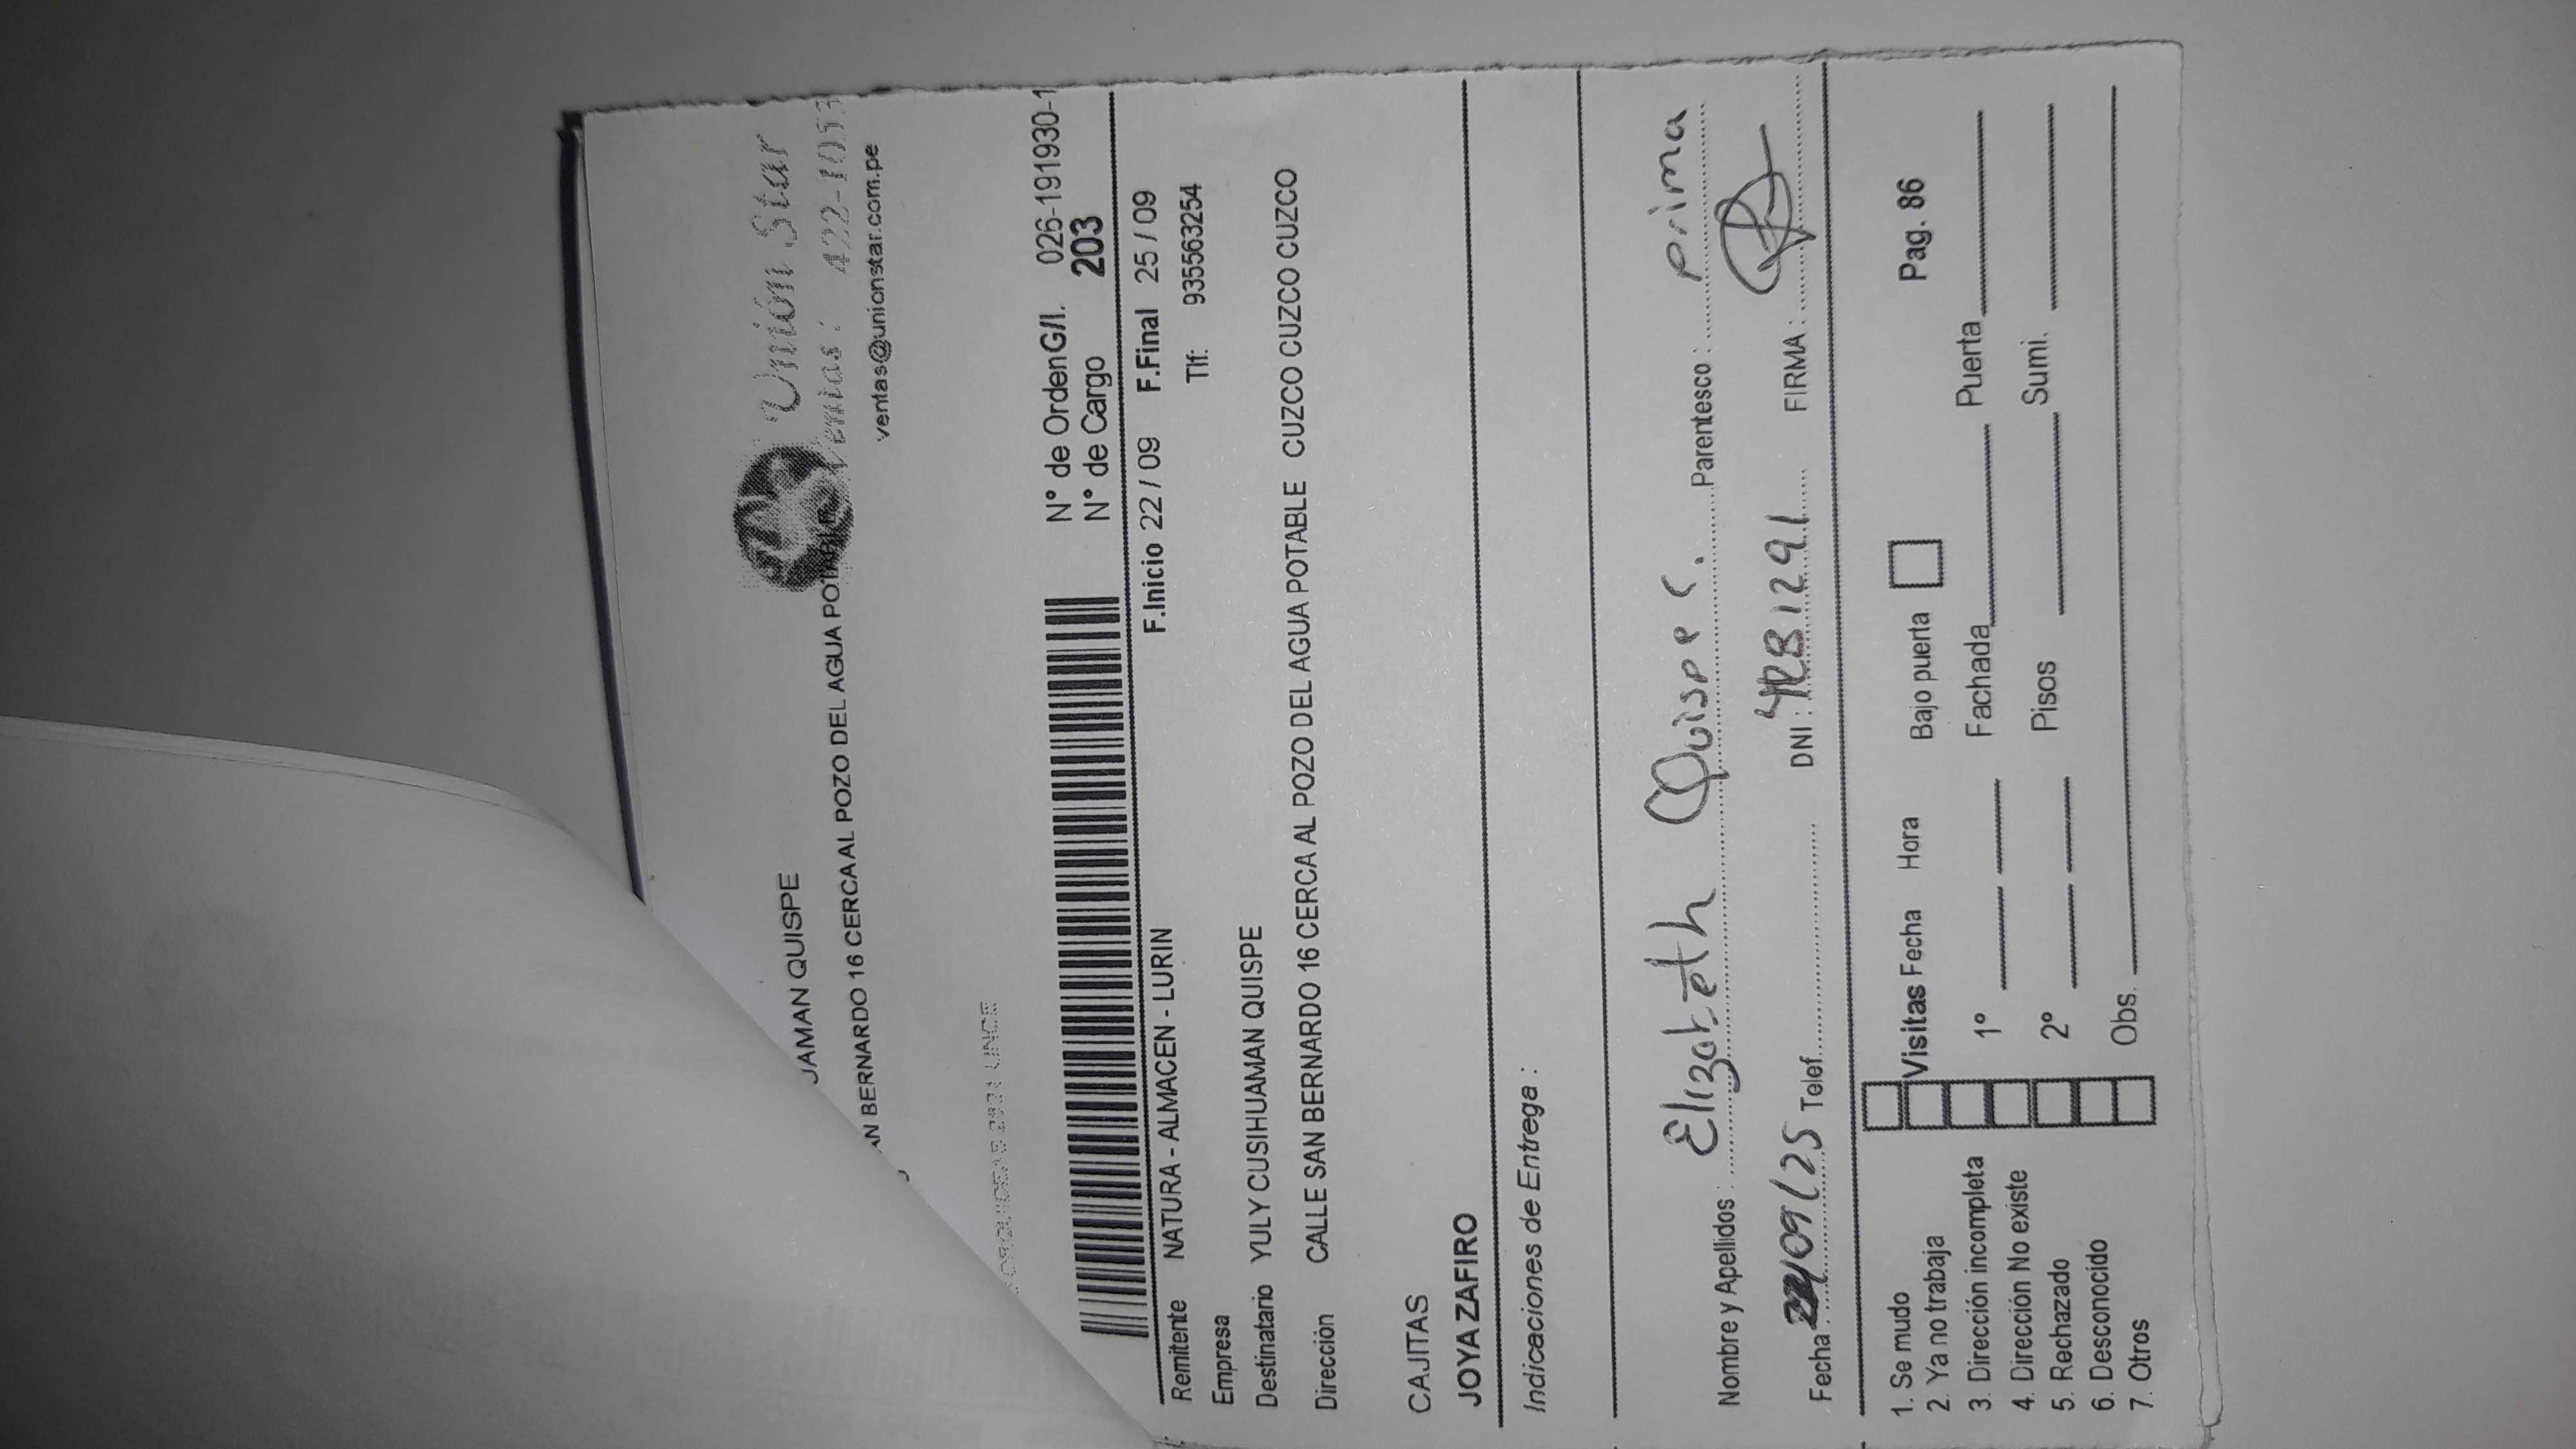 Unión Star
JAMAN QUISPE
Ventas: 422-105
AN BERNARDO 16 CERCA AL POZO DEL AGUA
ventas@unionstar.com.pe
LINCE
N° de OrdenG/I. 026-191930-1
N° de Cargo 203
F.Inicio 22 / 09 F.Final 25 / 09
Remitente NATURA - ALMACEN - LURIN
Tlf: 935563254
Empresa
Destinatario YULY CUSIHUAMAN QUISPE
Dirección CALLE SAN BERNARDO 16 CERCA AL POZO DEL AGUA POTABLE CUZCO CUZCO CUZCO
CAJITAS
JOYA ZAFIRO
Indicaciones de Entrega :
Nombre y Apellidos : Elizabeth Quispe C. Parentesco : prima
Fecha 09/25 Telef. DNI : FIRMA :
1. Se mudo
2. Ya no trabaja
3. Dirección incompleta
4. Dirección No existe
5. Rechazado
6. Desconocido
7. Otros
Visitas Fecha Hora Bajo puerta Pag. 86
1° Fachada Puerta
2° Pisos Sumi.
Obs.